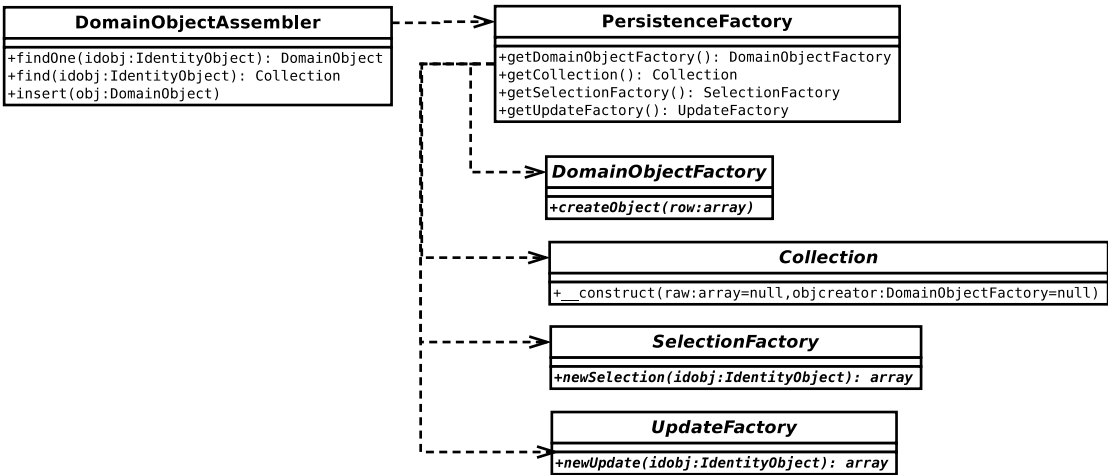 DomainObjectAssembler
+findOne(idobj:IdentityObject): DomainObject
+find(idobj:IdentityObject): Collection
+insert(obj:DomainObject)
PersistenceFactory
+getDomainObjectFactory(): DomainObjectFactory
+getCollection(): Collection
+getSelectionFactory(): SelectionFactory
+getUpdateFactory(): UpdateFactory
DomainObjectFactory
+createObject(row:array)
Collection
+__construct(raw:array=null,objcreator:DomainObjectFactory=null)
SelectionFactory
+newSelection(idobj:IdentityObject): array
UpdateFactory
+newUpdate(idobj:IdentityObject): array